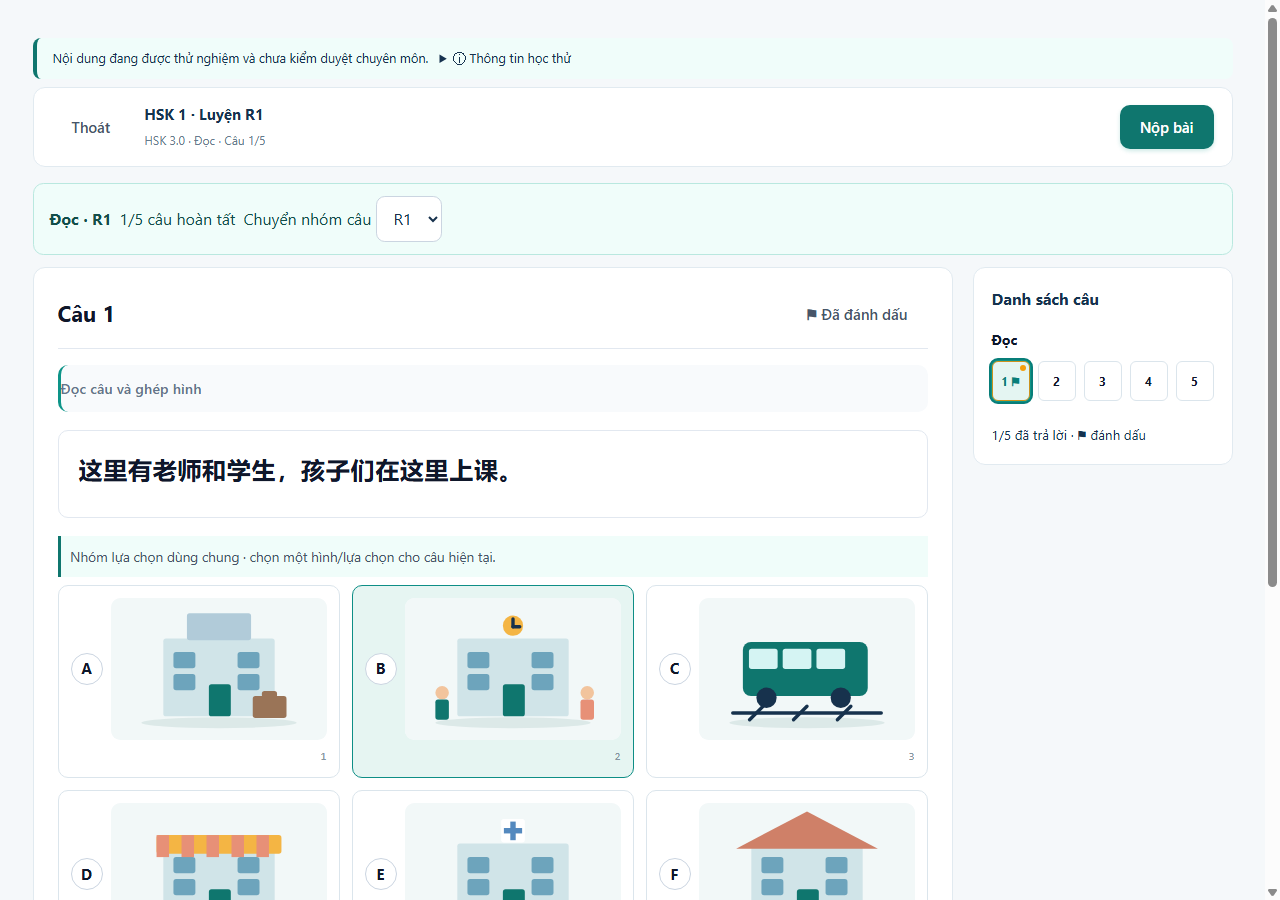 Nội dung đang được thử nghiệm và chưa kiểm duyệt chuyên môn. ▶ ⓘ Thông tin học thử
Thoát
HSK 1 · Luyện R1
HSK 3.0 · Đọc · Câu 1/5
Nộp bài
Đọc · R1 1/5 câu hoàn tất Chuyển nhóm câu R1
Câu 1
⚑ Đã đánh dấu
Đọc câu và ghép hình
这里有老师和学生，孩子们在这里上课。
Nhóm lựa chọn dùng chung · chọn một hình/lựa chọn cho câu hiện tại.
A
1
B
2
C
3
D
E
F
Danh sách câu
Đọc
1 ⚑ 2 3 4 5
1/5 đã trả lời · ⚑ đánh dấu